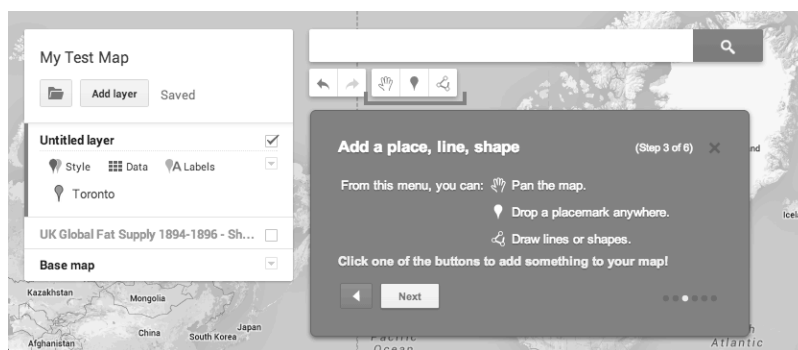 My Test Map
Add layer Saved
Untitled layer
Style Data A Labels
Toronto
UK Global Fat Supply 1894-1896 - Sh...
Base map
Add a place, line, shape (Step 3 of 6)
From this menu, you can: Pan the map.
Drop a placemark anywhere.
Draw lines or shapes.
Click one of the buttons to add something to your map!
Next
Kazakhstan
Mongolia
China
Japan
South Korea
Afghanistan
Pacific
Ocean
Atlantic